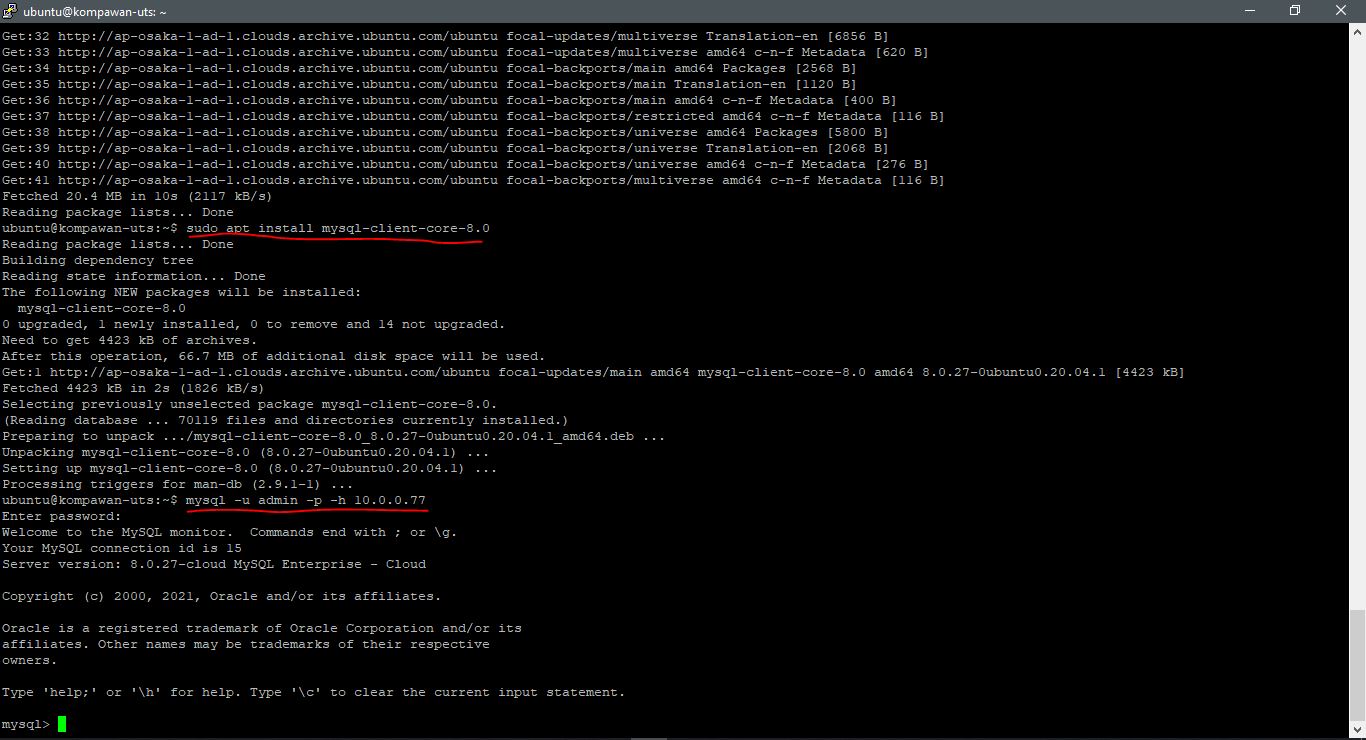 ubuntu@kompawan-uts: ~
Get:32 http://ap-osaka-1-ad-1.clouds.archive.ubuntu.com/ubuntu focal-updates/multiverse Translation-en [6856 B]
Get:33 http://ap-osaka-1-ad-1.clouds.archive.ubuntu.com/ubuntu focal-updates/multiverse amd64 c-n-f Metadata [620 B]
Get:34 http://ap-osaka-1-ad-1.clouds.archive.ubuntu.com/ubuntu focal-backports/main amd64 Packages [2568 B]
Get:35 http://ap-osaka-1-ad-1.clouds.archive.ubuntu.com/ubuntu focal-backports/main Translation-en [1120 B]
Get:36 http://ap-osaka-1-ad-1.clouds.archive.ubuntu.com/ubuntu focal-backports/main amd64 c-n-f Metadata [400 B]
Get:37 http://ap-osaka-1-ad-1.clouds.archive.ubuntu.com/ubuntu focal-backports/restricted amd64 c-n-f Metadata [116 B]
Get:38 http://ap-osaka-1-ad-1.clouds.archive.ubuntu.com/ubuntu focal-backports/universe amd64 Packages [5800 B]
Get:39 http://ap-osaka-1-ad-1.clouds.archive.ubuntu.com/ubuntu focal-backports/universe Translation-en [2068 B]
Get:40 http://ap-osaka-1-ad-1.clouds.archive.ubuntu.com/ubuntu focal-backports/universe amd64 c-n-f Metadata [276 B]
Get:41 http://ap-osaka-1-ad-1.clouds.archive.ubuntu.com/ubuntu focal-backports/multiverse amd64 c-n-f Metadata [116 B]
Fetched 20.4 MB in 10s (2117 kB/s)
Reading package lists... Done
ubuntu@kompawan-uts:~$ sudo apt install mysql-client-core-8.0
Reading package lists... Done
Building dependency tree
Reading state information... Done
The following NEW packages will be installed:
  mysql-client-core-8.0
0 upgraded, 1 newly installed, 0 to remove and 14 not upgraded.
Need to get 4423 kB of archives.
After this operation, 66.7 MB of additional disk space will be used.
Get:1 http://ap-osaka-1-ad-1.clouds.archive.ubuntu.com/ubuntu focal-updates/main amd64 mysql-client-core-8.0 amd64 8.0.27-0ubuntu0.20.04.1 [4423 kB]
Fetched 4423 kB in 2s (1826 kB/s)
Selecting previously unselected package mysql-client-core-8.0.
(Reading database ... 70119 files and directories currently installed.)
Preparing to unpack .../mysql-client-core-8.0_8.0.27-0ubuntu0.20.04.1_amd64.deb ...
Unpacking mysql-client-core-8.0 (8.0.27-0ubuntu0.20.04.1) ...
Setting up mysql-client-core-8.0 (8.0.27-0ubuntu0.20.04.1) ...
Processing triggers for man-db (2.9.1-1) ...
ubuntu@kompawan-uts:~$ mysql -u admin -p -h 10.0.0.77
Enter password:
Welcome to the MySQL monitor.  Commands end with ; or \g.
Your MySQL connection id is 15
Server version: 8.0.27-cloud MySQL Enterprise - Cloud

Copyright (c) 2000, 2021, Oracle and/or its affiliates.

Oracle is a registered trademark of Oracle Corporation and/or its
affiliates. Other names may be trademarks of their respective
owners.

Type 'help;' or '\h' for help. Type '\c' to clear the current input statement.

mysql>